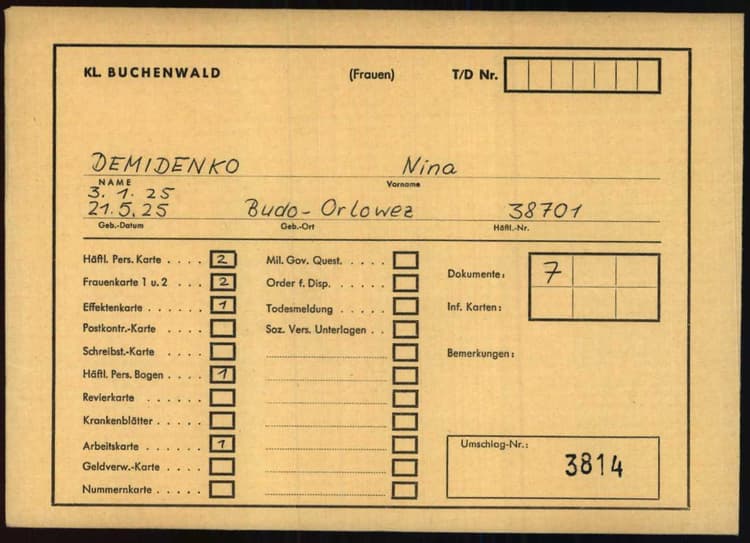 KL. BUCHENWALD (Frauen) T/D Nr.
DEMIDENKO Nina
NAME Vorname
3. 1. 25
21. 5. 25 Budo-Orlowez 38701
Geb.-Datum Geb.-Ort Häftl.-Nr.
Häftl. Pers. Karte . . . . 2 Mil. Gov. Quest. . . . . .
Frauenkarte 1 u. 2 . . . 2 Order f. Disp. . . . . . .
Dokumente: 7
Effektenkarte . . . . . . 1 Todesmeldung . . . . . .
Inf. Karten:
Postkontr.-Karte . . . . Soz. Vers. Unterlagen . .
Schreibst.-Karte . . . .
Bemerkungen:
Häftl. Pers. Bogen . . . . 1
Revierkarte . . . . . .
Krankenblätter . . . . .
Arbeitskarte . . . . . . 1
Umschlag-Nr.:
Geldverw.-Karte . . . .
3814
Nummernkarte . . . . .